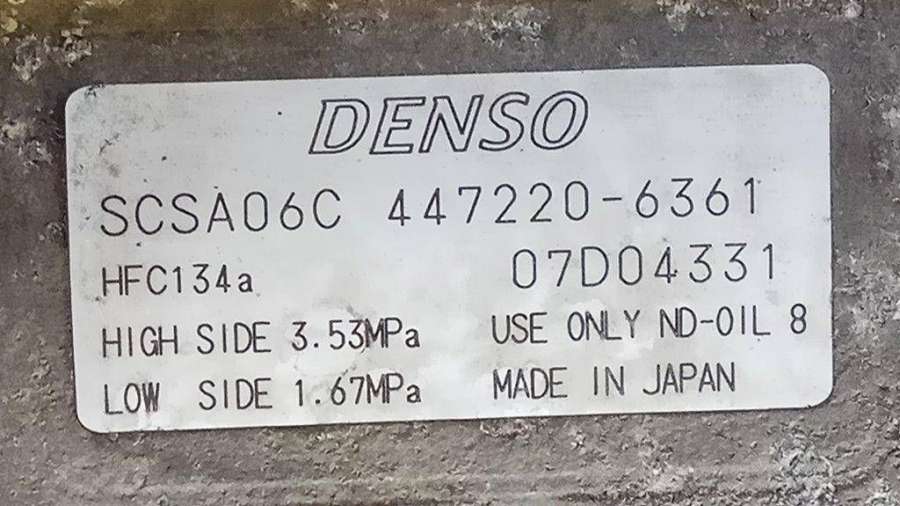 DENSO
SCSA06C 447220-6361
HFC134a 07D04331
HIGH SIDE 3.53MPa USE ONLY ND-OIL 8
LOW SIDE 1.67MPa MADE IN JAPAN